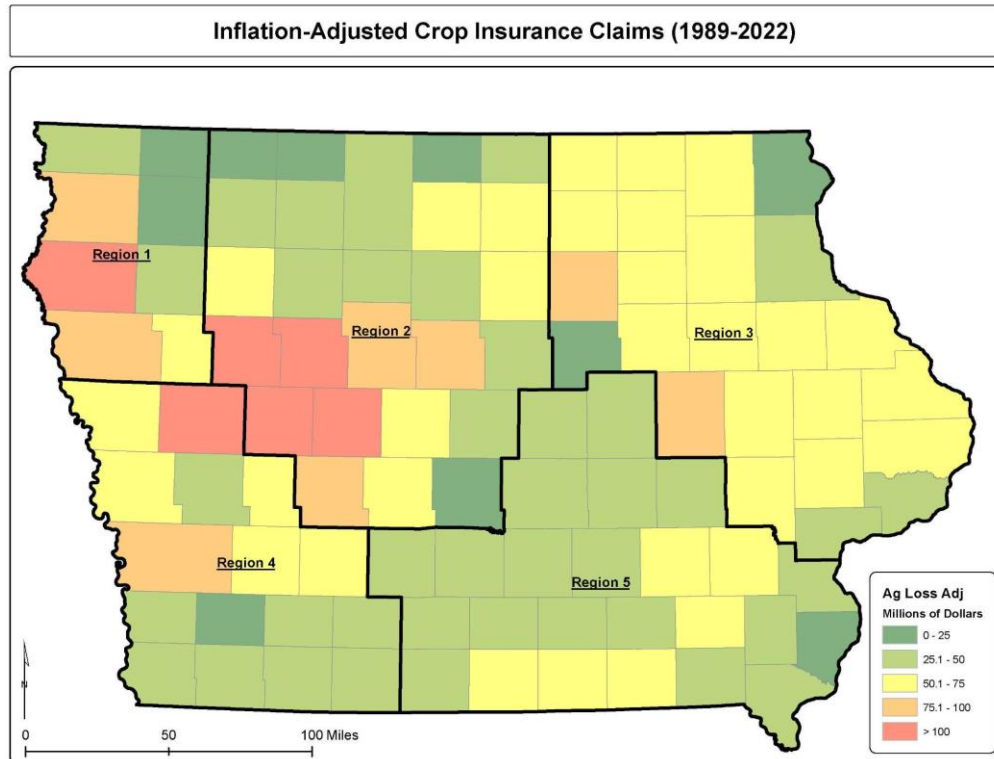 Inflation-Adjusted Crop Insurance Claims (1989-2022)
Region 1
Region 2
Region 3
Region 4
Region 5
Ag Loss Adj
Millions of Dollars
0 - 25
25.1 - 50
50.1 - 75
75.1 - 100
> 100
N
0 50 100 Miles